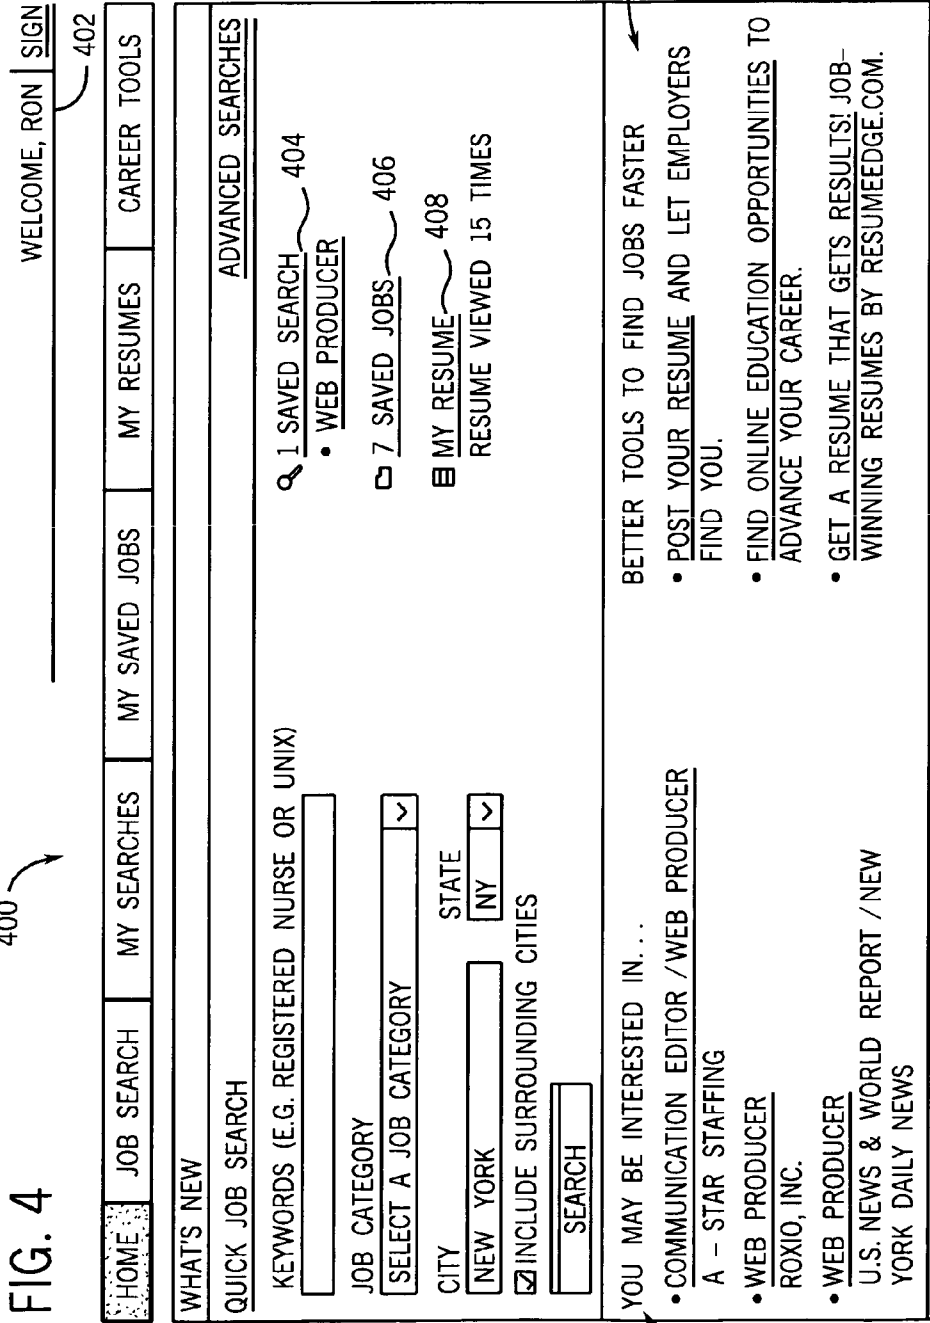 FIG. 4
400
WELCOME, RON | SIGN
402
HOME
JOB SEARCH
MY SEARCHES
MY SAVED JOBS
MY RESUMES
CAREER TOOLS
WHAT'S NEW
QUICK JOB SEARCH
ADVANCED SEARCHES
KEYWORDS (E.G. REGISTERED NURSE OR UNIX)
JOB CATEGORY
SELECT A JOB CATEGORY
CITY
STATE
NEW YORK
NY
INCLUDE SURROUNDING CITIES
SEARCH
1 SAVED SEARCH 404
• WEB PRODUCER
7 SAVED JOBS 406
MY RESUME 408
RESUME VIEWED 15 TIMES
YOU MAY BE INTERESTED IN...
• COMMUNICATION EDITOR / WEB PRODUCER
A - STAR STAFFING
• WEB PRODUCER
ROXIO, INC.
• WEB PRODUCER
U.S. NEWS & WORLD REPORT / NEW
YORK DAILY NEWS
BETTER TOOLS TO FIND JOBS FASTER
• POST YOUR RESUME AND LET EMPLOYERS
FIND YOU.
• FIND ONLINE EDUCATION OPPORTUNITIES TO
ADVANCE YOUR CAREER.
• GET A RESUME THAT GETS RESULTS! JOB-
WINNING RESUMES BY RESUMEEDGE.COM.